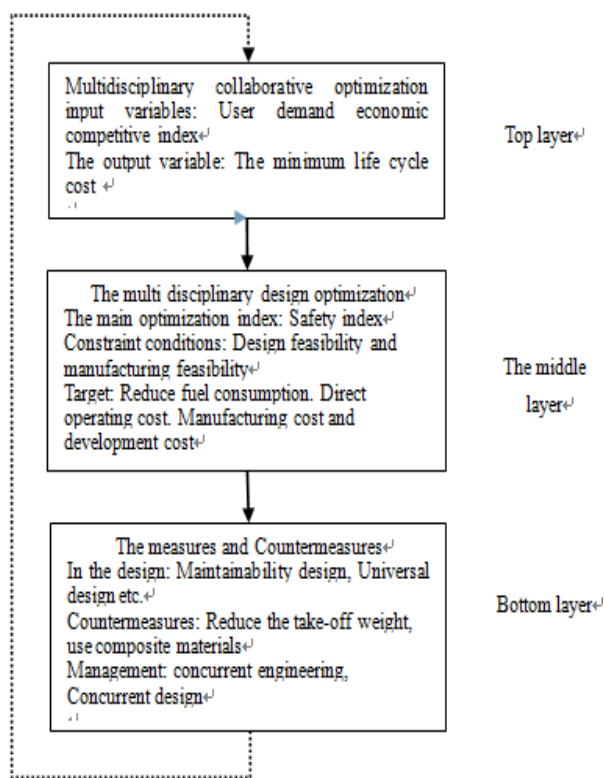 Multidisciplinary collaborative optimization
input variables: User demand economic
competitive index↵
The output variable: The minimum life cycle
cost ↵
↵
Top layer↵
The multi disciplinary design optimization↵
The main optimization index: Safety index↵
Constraint conditions: Design feasibility and
manufacturing feasibility↵
Target: Reduce fuel consumption. Direct
operating cost. Manufacturing cost and
development cost↵
The middle
layer↵
The measures and Countermeasures↵
In the design: Maintainability design, Universal
design etc.↵
Countermeasures: Reduce the take-off weight,
use composite materials↵
Management: concurrent engineering,
Concurrent design↵
↵
Bottom layer↵